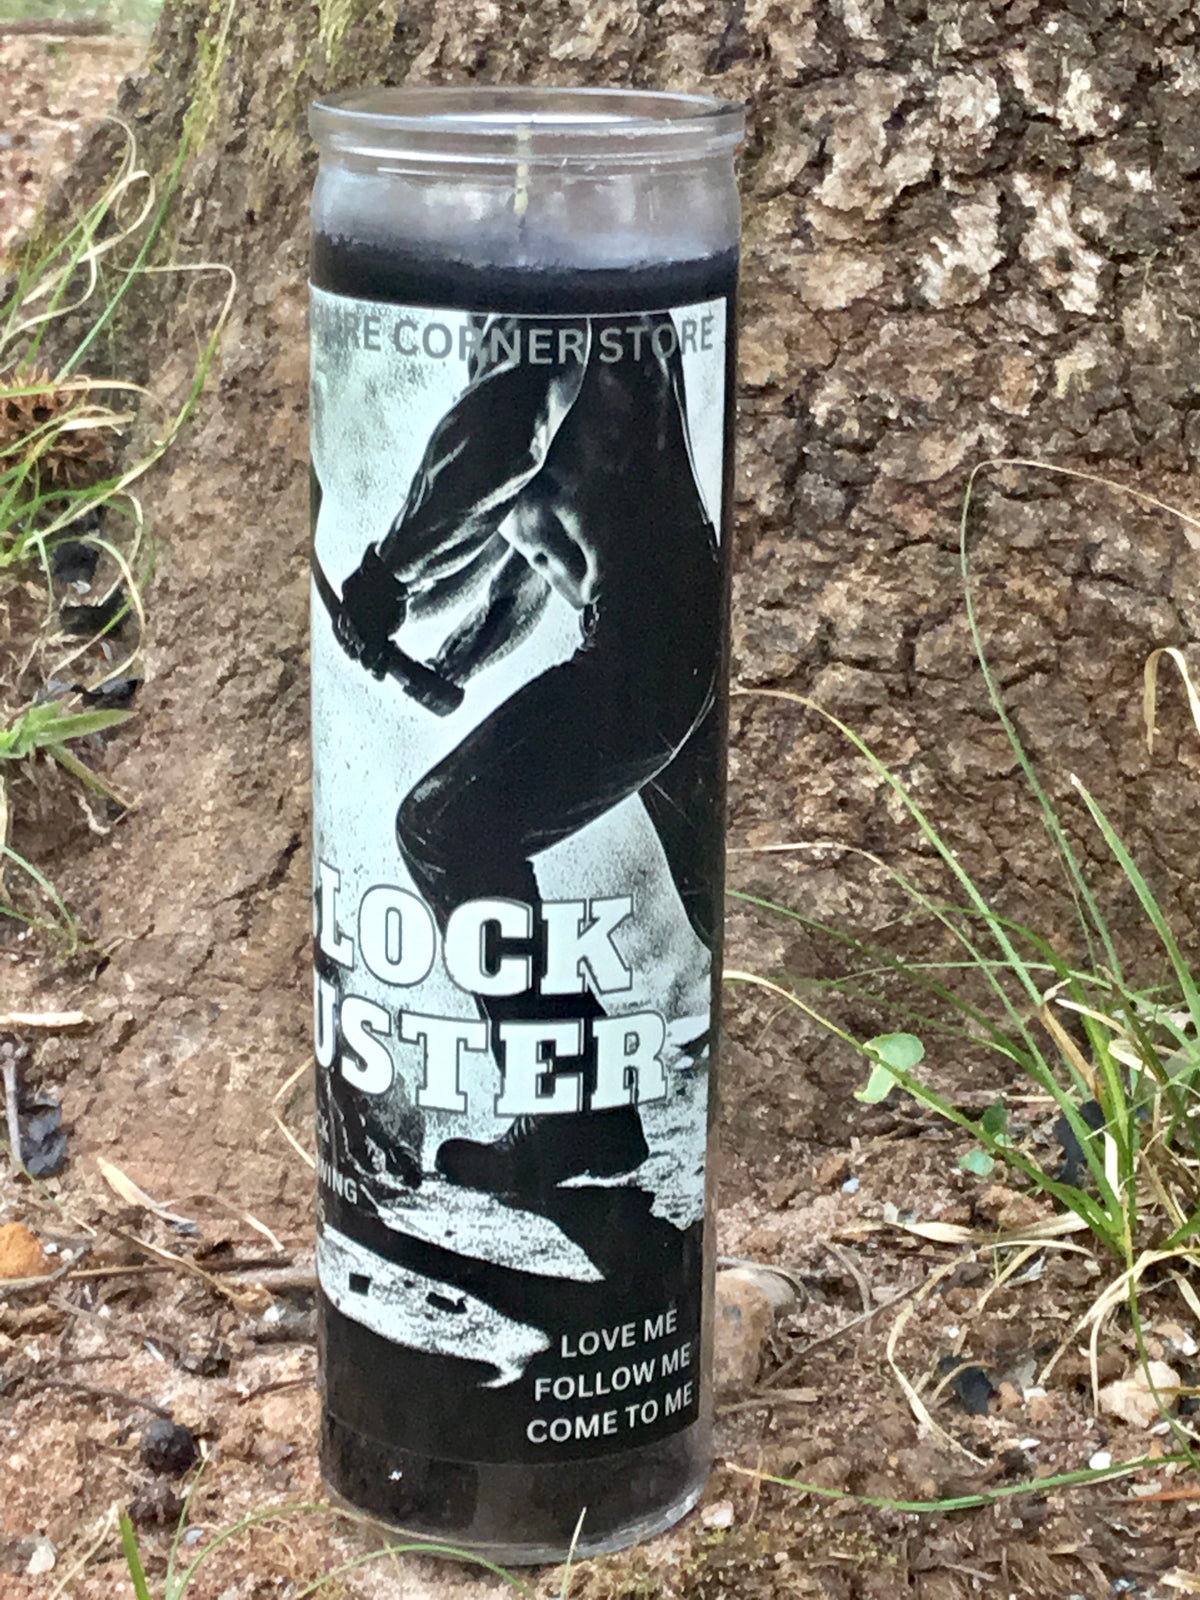 CORNER STORE
LOCK
USTER
LOVE ME
FOLLOW ME
COME TO ME